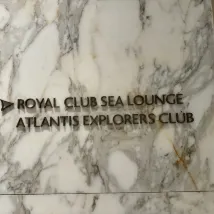 ROYAL CLUB SEA LOUNGE
ATLANTIS EXPLORERS CLUB